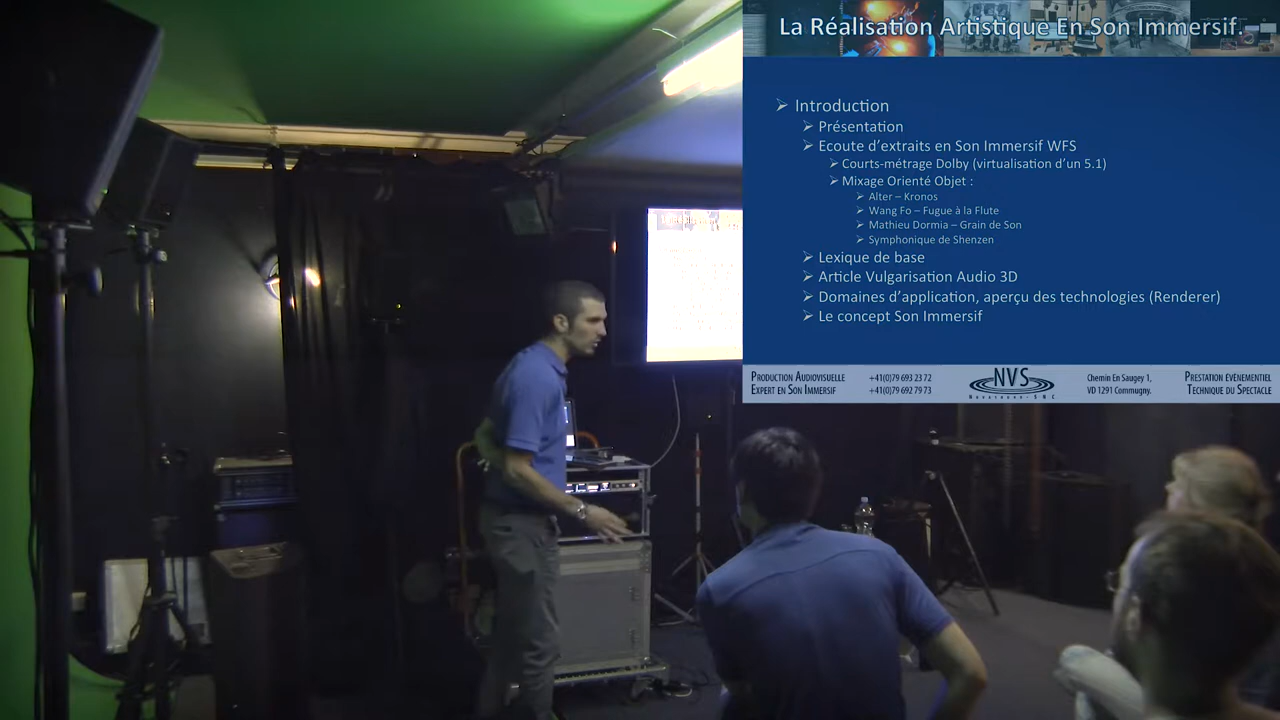 La Réalisation Artistique En Son Immersif.
Introduction
Présentation
Ecoute d'extraits en Son Immersif WFS
Courts-métrage Dolby (virtualisation d'un 5.1)
Mixage Orienté Objet :
Alter – Kronos
Wang Fo – Fugue à la Flute
Mathieu Dormia – Grain de Son
Symphonique de Shenzen
Lexique de base
Article Vulgarisation Audio 3D
Domaines d'application, aperçu des technologies (Renderer)
Le concept Son Immersif
Production Audiovisuelle
Expert en Son Immersif
+41(0)79 693 23 72
+41(0)79 692 79 73
NVS
Chemin En Saugey 1,
VD 1291 Commugny.
Prestation Evénementiel
Technique du Spectacle